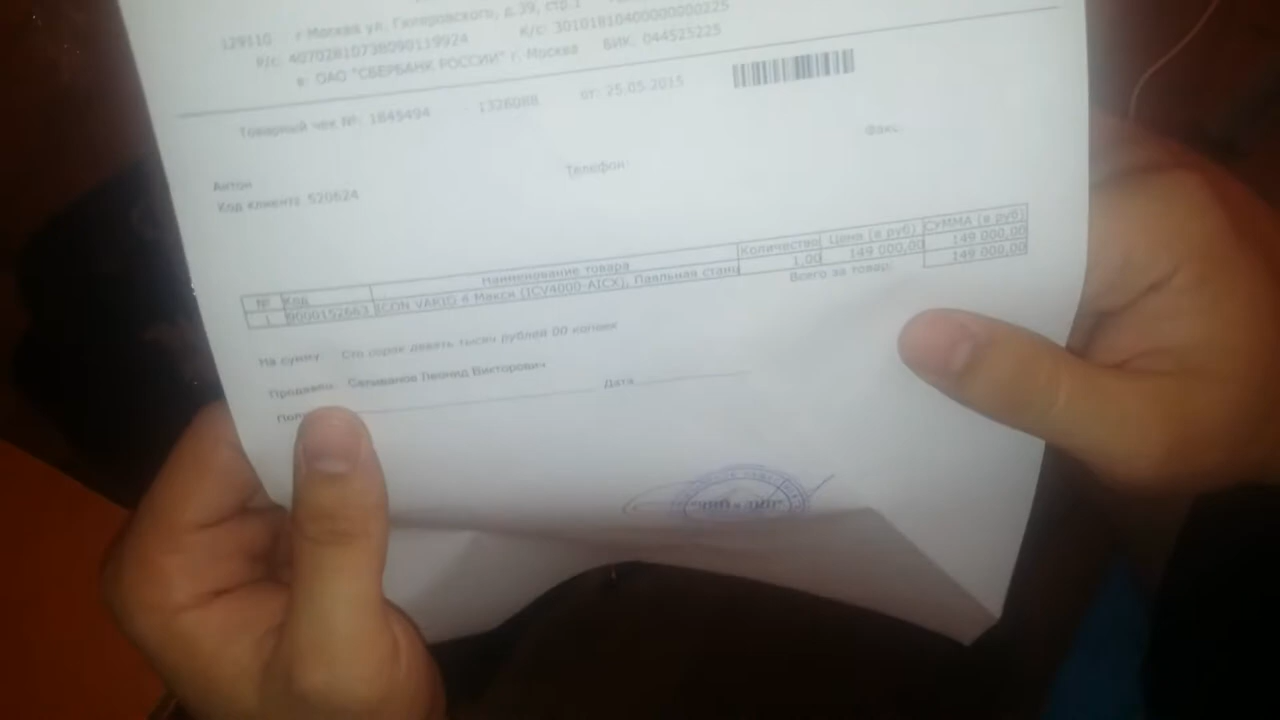 129110 г Москва ул. Гиляровского, д.39, стр.1
Р/с: 40702810738090119924 К/с: 30101810400000000225
в: ОАО "СБЕРБАНК РОССИИ" г. Москва БИК: 044525225
Товарный чек №: 1845494 - 1326088 от: 25.05.2015
Факс:
Антон Телефон:
Код клиента 520624
№ Код Наименование товара Количество Цена (в руб) СУММА (в руб)
1 0000152663 ICON VARIO 4 Макси (ICV4000-AICX), Паяльная станц 1,00 149 000,00 149 000,00
Всего за товар: 149 000,00
На сумму: Сто сорок девять тысяч рублей 00 копеек
Продавец: Селиванов Леонид Викторович
Дата